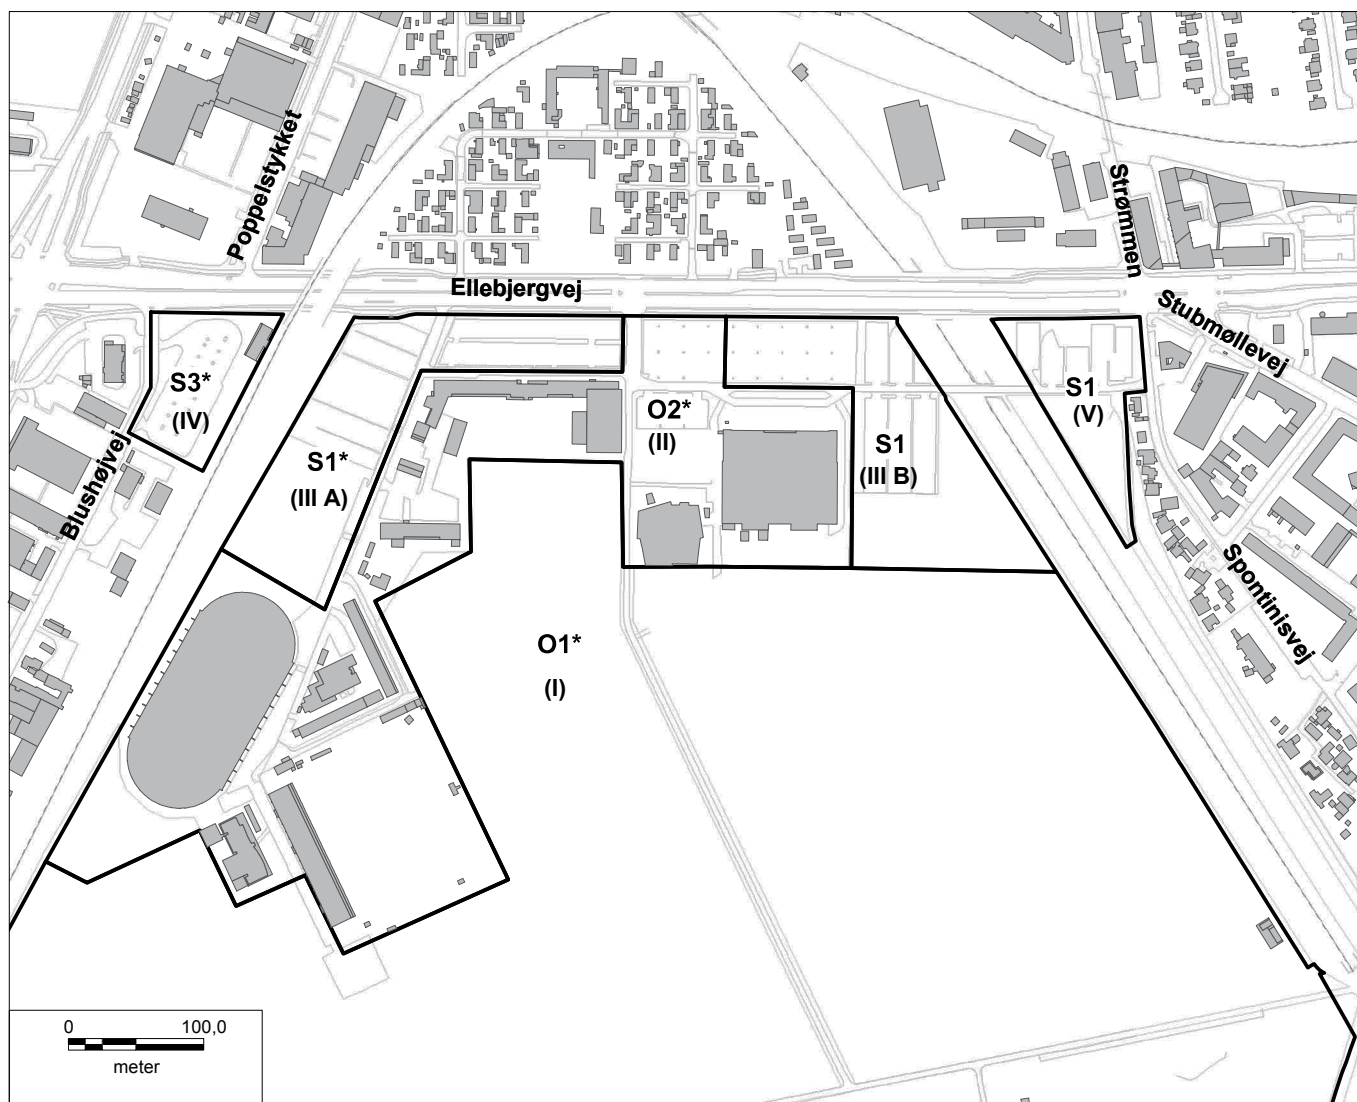 Poppelstykket
Strømmen
Ellebjergvej
Stubmøllevej
S3*
(IV)
S1
(V)
O2*
(II)
S1*
(III A)
S1
(III B)
Blushøjvej
Spontinisvej
O1*
(I)
0 100,0
meter